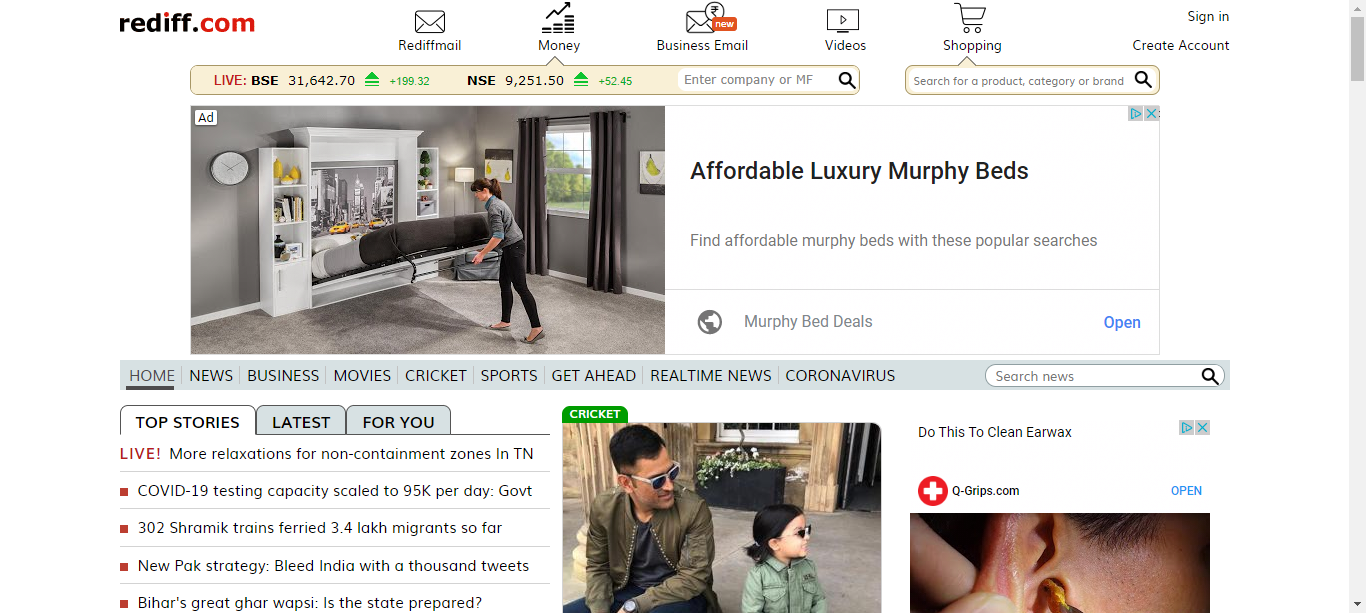 rediff.com
Rediffmail
Money
new
Business Email
Videos
Shopping
Sign in
Create Account
LIVE: BSE 31,642.70 +199.32 NSE 9,251.50 +52.45
Enter company or MF
Search for a product, category or brand
Ad
Affordable Luxury Murphy Beds
Find affordable murphy beds with these popular searches
Murphy Bed Deals
Open
HOME NEWS BUSINESS MOVIES CRICKET SPORTS GET AHEAD REALTIME NEWS CORONAVIRUS
Search news
TOP STORIES LATEST FOR YOU
LIVE! More relaxations for non-containment zones In TN
COVID-19 testing capacity scaled to 95K per day: Govt
302 Shramik trains ferried 3.4 lakh migrants so far
New Pak strategy: Bleed India with a thousand tweets
Bihar's great ghar wapsi: Is the state prepared?
CRICKET
Do This To Clean Earwax
Q-Grips.com
OPEN